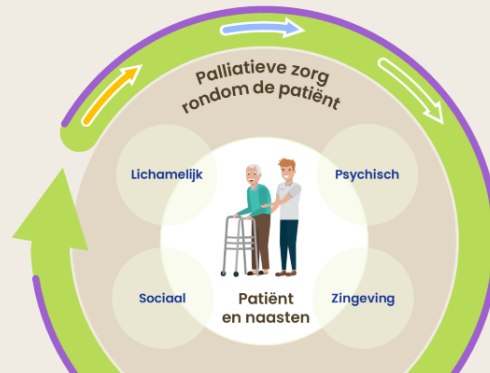 Palliatieve zorg
rondom de patiënt
Lichamelijk
Psychisch
Sociaal
Patiënt
en naasten
Zingeving